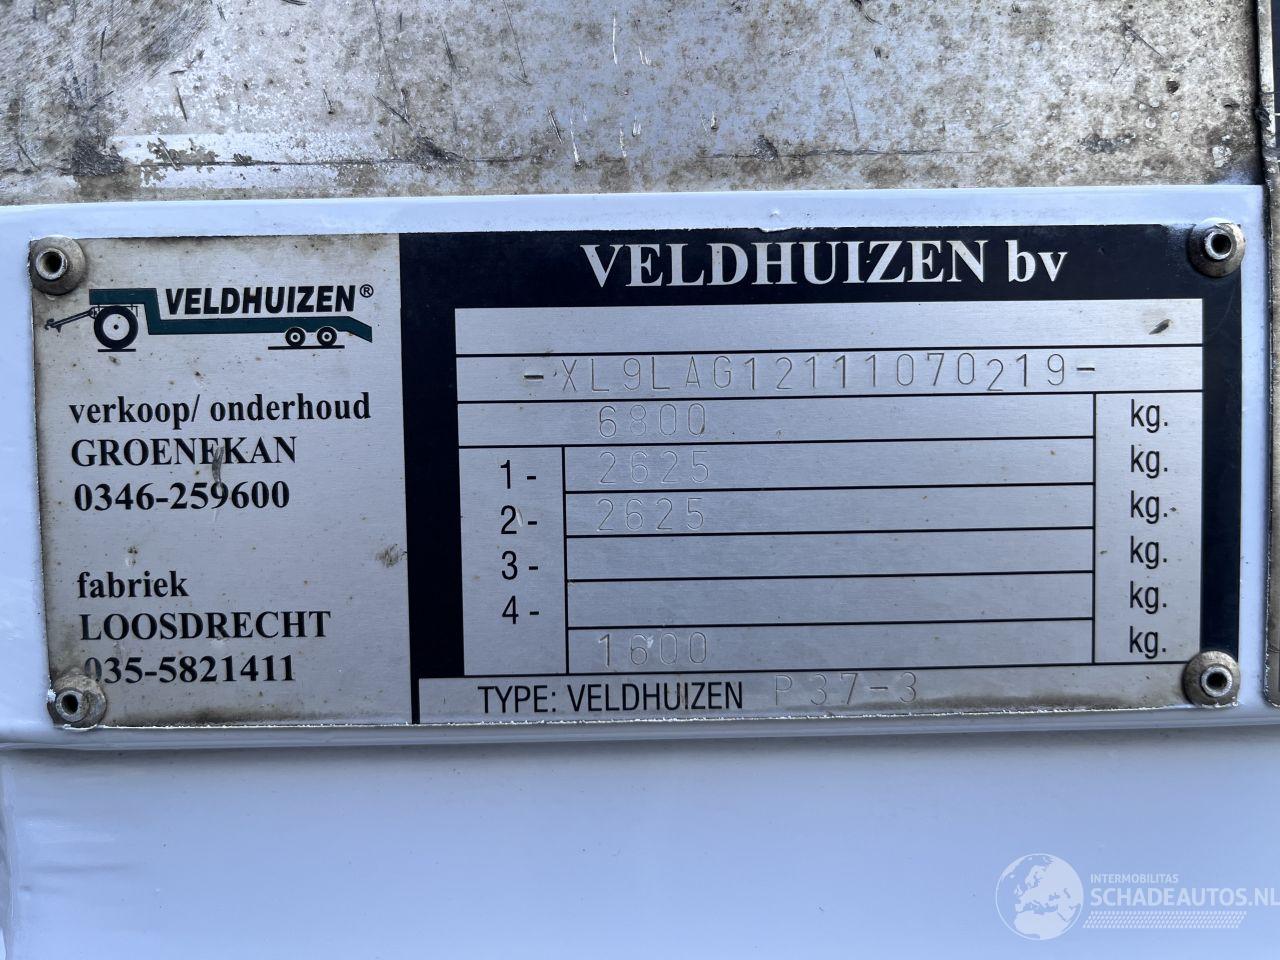 VELDHUIZEN®
verkoop/ onderhoud
GROENEKAN
0346-259600
fabriek
LOOSDRECHT
035-5821411
VELDHUIZEN bv
-XL9LAG12111070219-
6800 kg.
1- 2625 kg.
2- 2625 kg.
3- kg.
4- kg.
1600 kg.
TYPE: VELDHUIZEN P37-3
INTERMOBILITAS
SCHADEAUTOS.NL